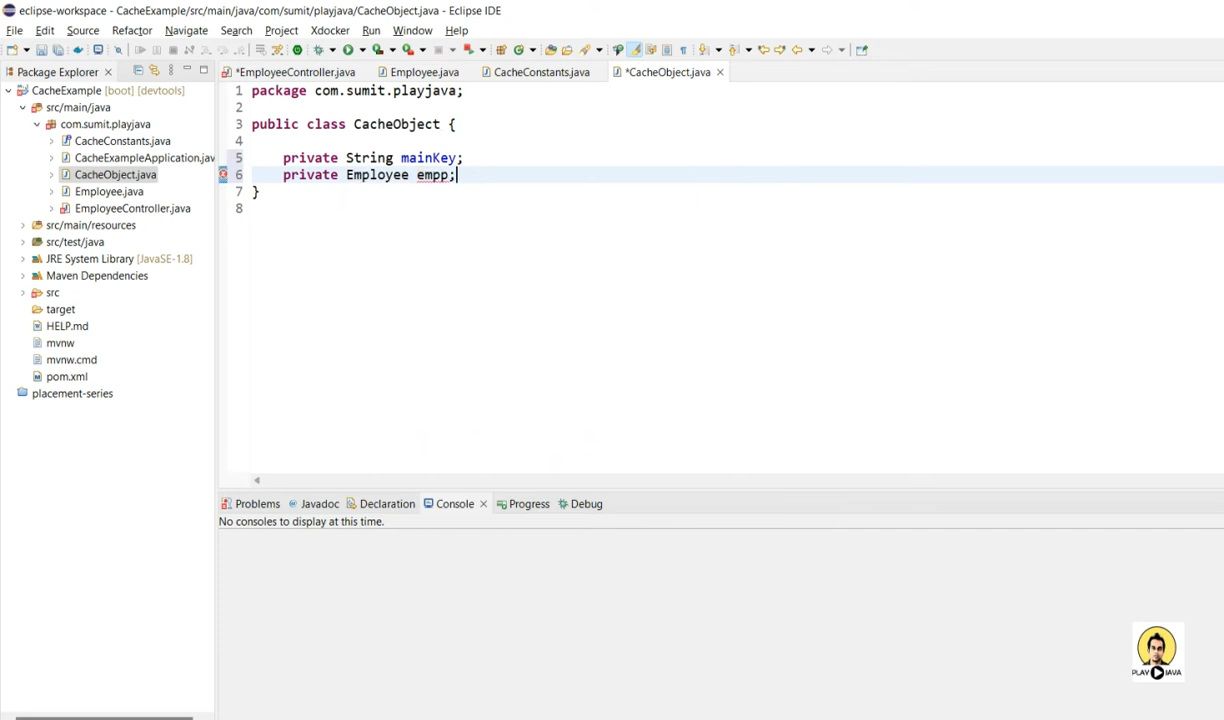 eclipse-workspace - CacheExample/src/main/java/com/sumit/playjava/CacheObject.java - Eclipse IDE
File Edit Source Refactor Navigate Search Project Xdocker Run Window Help
Package Explorer
*EmployeeController.java Employee.java CacheConstants.java *CacheObject.java
CacheExample [boot] [devtools]
src/main/java
com.sumit.playjava
CacheConstants.java
CacheExampleApplication.jav
CacheObject.java
Employee.java
EmployeeController.java
src/main/resources
src/test/java
JRE System Library [JavaSE-1.8]
Maven Dependencies
src
target
HELP.md
mvnw
mvnw.cmd
pom.xml
placement-series
1 package com.sumit.playjava;
2
3 public class CacheObject {
4
5 private String mainKey;
6 private Employee empp;
7 }
8
Problems Javadoc Declaration Console Progress Debug
No consoles to display at this time.
PLAY JAVA